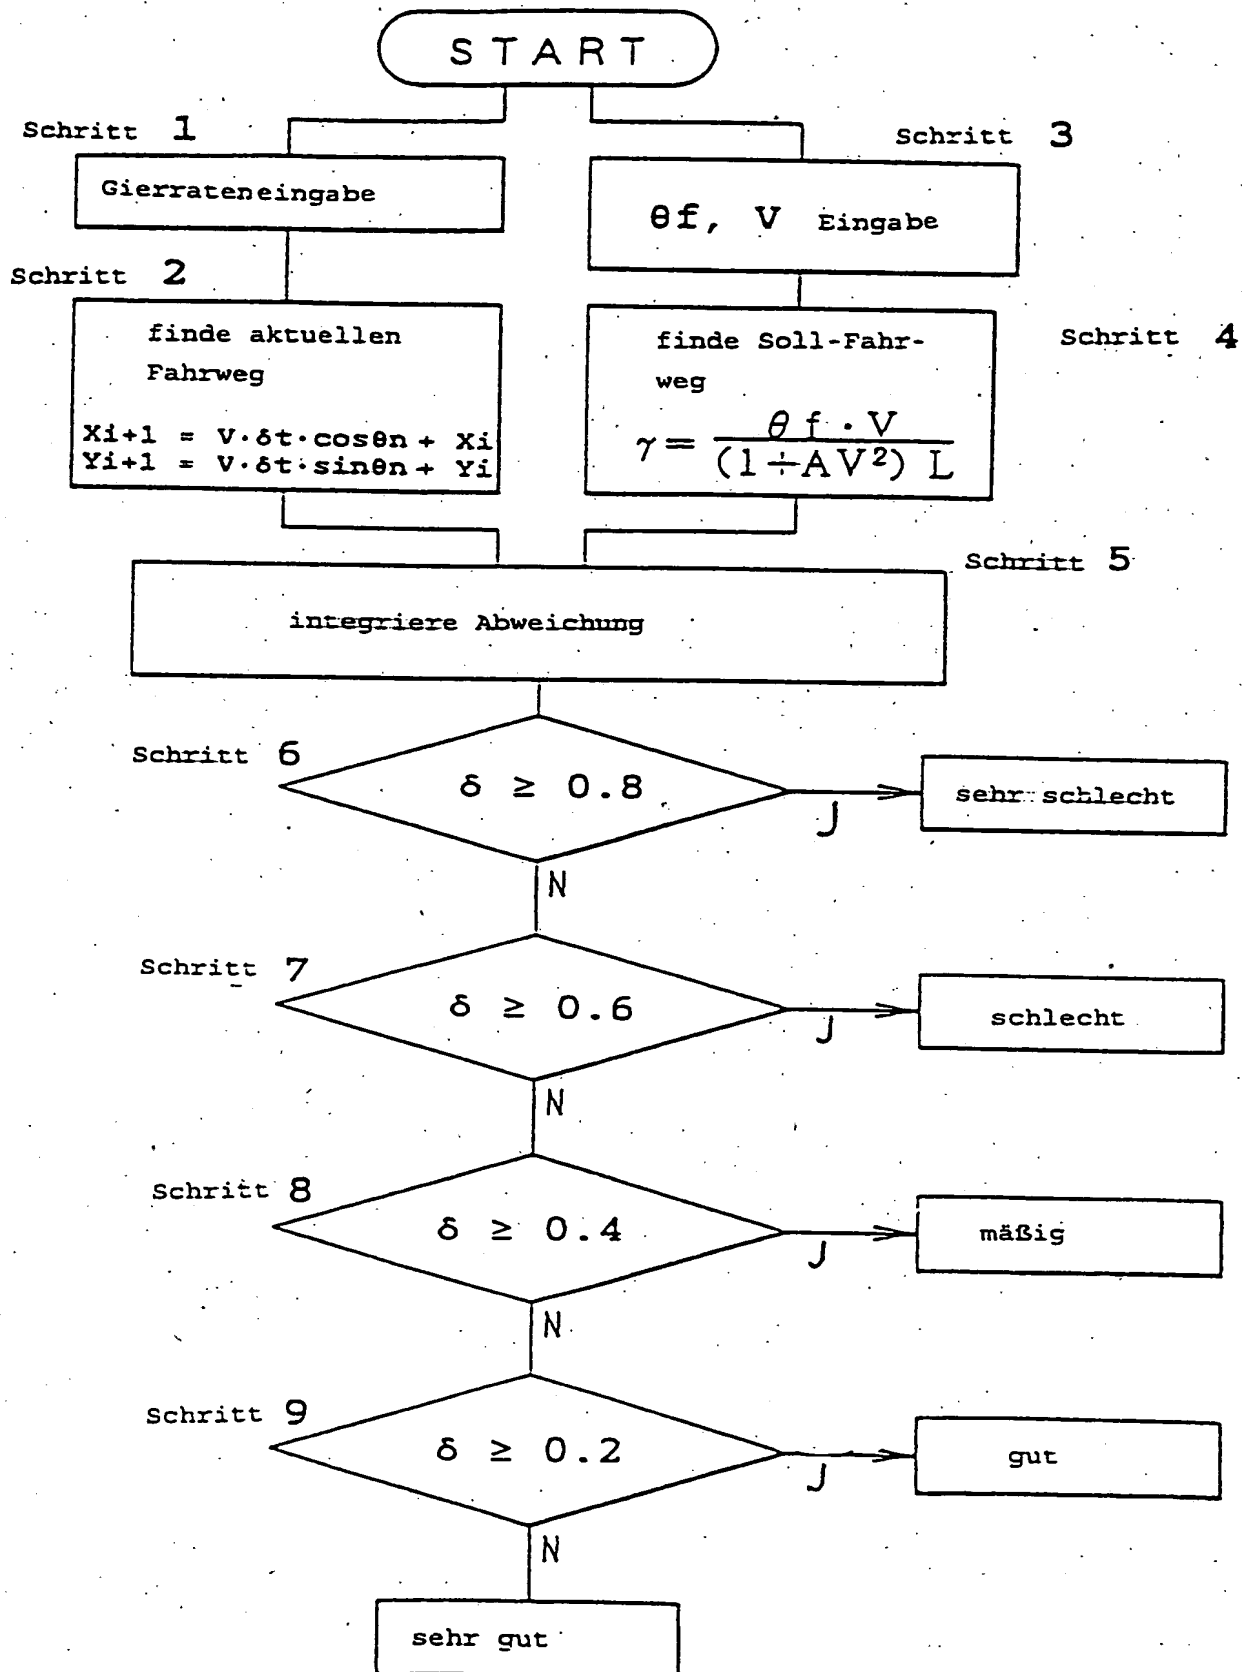 START
Schritt 1
Gierrateneingabe
Schritt 2
finde aktuellen
Fahrweg
Xi+1 = V·δt·cosθn + Xi
Yi+1 = V·δt·sinθn + Yi
Schritt 3
θf, V Eingabe
Schritt 4
finde Soll-Fahr-
weg
γ = θf · V / (1 + AV²) L
Schritt 5
integriere Abweichung
Schritt 6
δ ≥ 0.8
J
sehr schlecht
N
Schritt 7
δ ≥ 0.6
J
schlecht
N
Schritt 8
δ ≥ 0.4
J
mäßig
N
Schritt 9
δ ≥ 0.2
J
gut
N
sehr gut